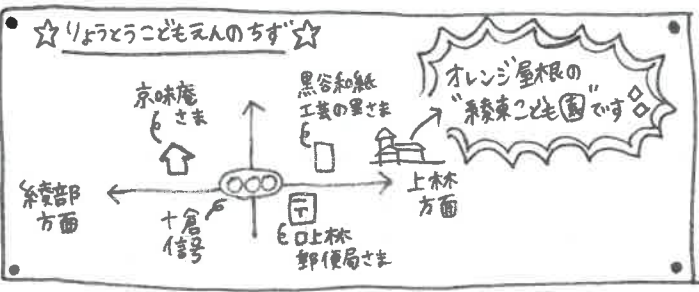 ☆りょうとうこどもえんのちず☆
京味庵
さま
黒谷和紙
工芸の里さま
オレンジ屋根の
"綾東こども園"です
綾部
方面
十倉
信号
〒
口上林
郵便局さま
上林
方面